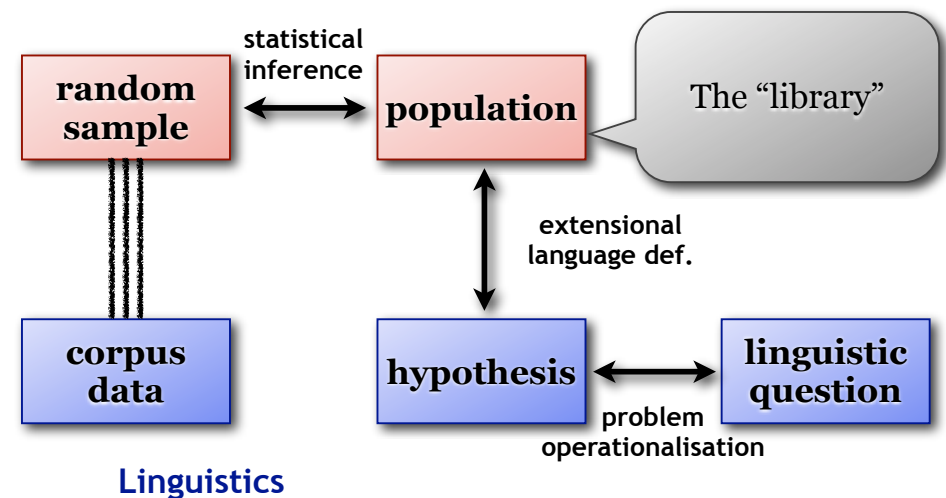 statistical
inference
random
sample
population
The “library”
extensional
language def.
corpus
data
hypothesis
linguistic
question
problem
operationalisation
Linguistics